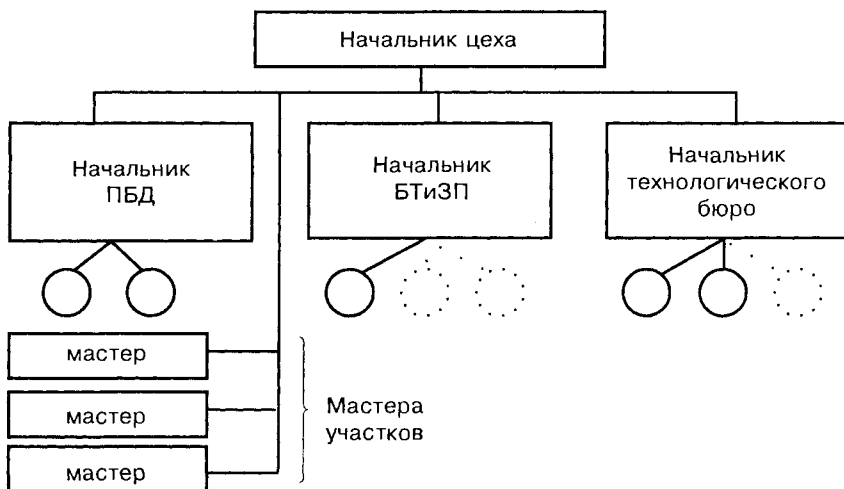 Начальник цеха
Начальник
ПБД
Начальник
БТиЗП
Начальник
технологического
бюро
мастер
мастер
мастер
Мастера
участков